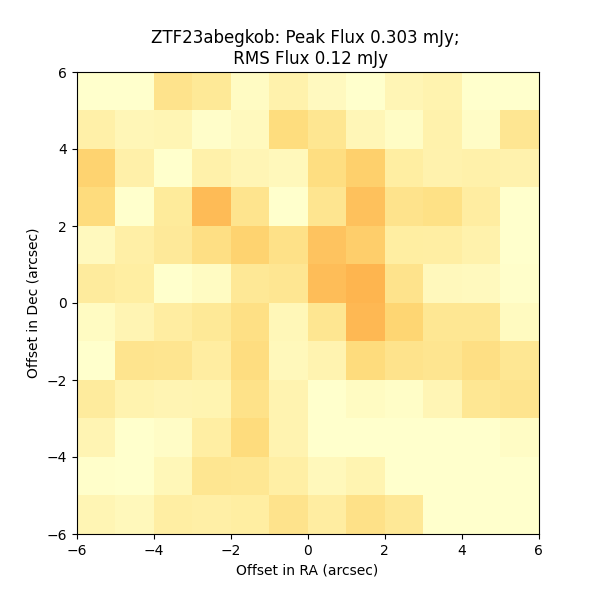 ZTF23abegkob: Peak Flux 0.303 mJy;
RMS Flux 0.12 mJy
6
4
2
0
−2
−4
−6
Offset in Dec (arcsec)
−6 −4 −2 0 2 4 6
Offset in RA (arcsec)